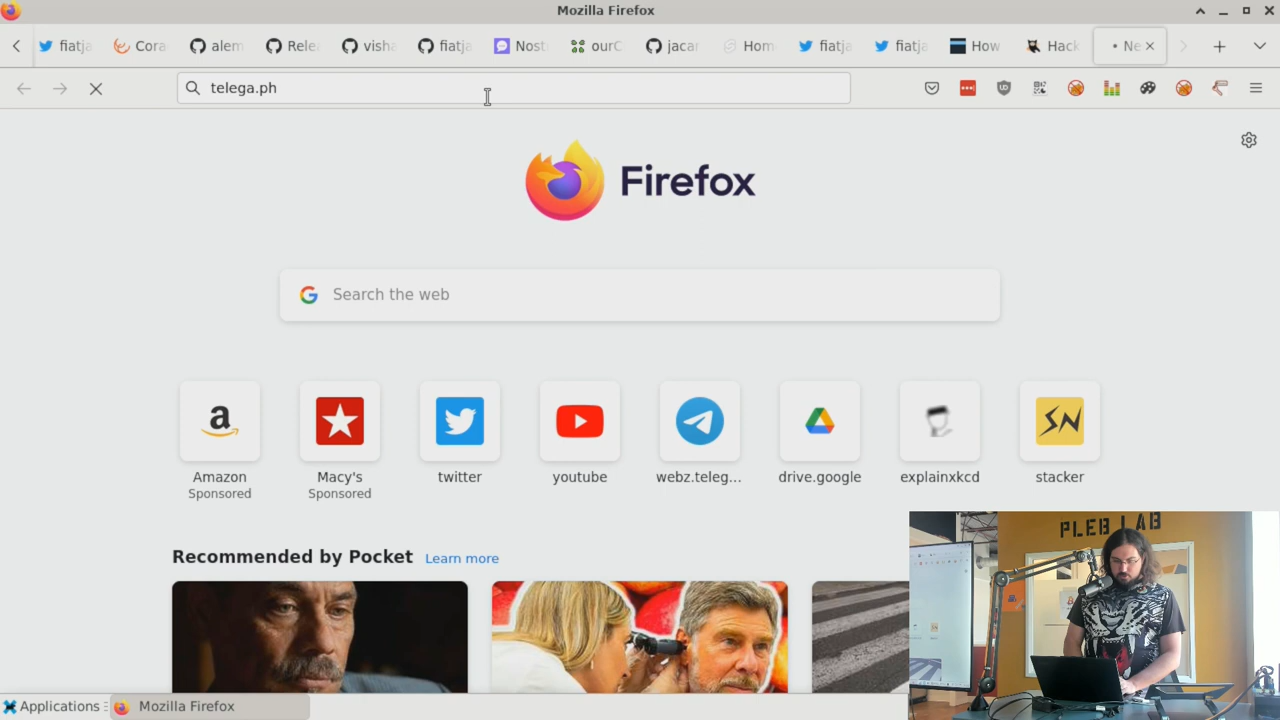 Mozilla Firefox
fiatja
Cora
alem
Rele
visha
fiatja
Nost
ourC
jacar
Hom
fiatja
fiatja
How
Hack
Ne
telega.ph
Firefox
Search the web
Amazon
Sponsored
Macy's
Sponsored
twitter
youtube
webz.teleg...
drive.google
explainxkcd
SN
stacker
Recommended by Pocket Learn more
PLEB LAB
Applications
Mozilla Firefox